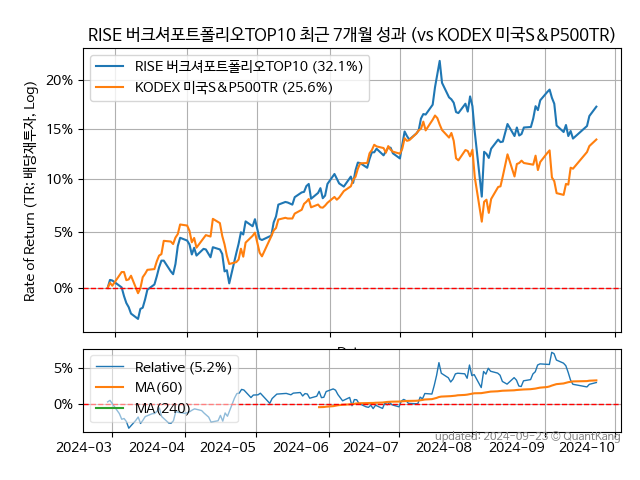 RISE 버크셔포트폴리오TOP10 최근 7개월 성과 (vs KODEX 미국S&P500TR)
Rate of Return (TR: 배당재투자, Log)
RISE 버크셔포트폴리오TOP10 (32.1%)
KODEX 미국S&P500TR (25.6%)
20%
15%
10%
5%
0%
Relative (5.2%)
MA(60)
MA(240)
5%
0%
updated: 2024-09-23 © QuantKang
2024-03 2024-04 2024-05 2024-06 2024-07 2024-08 2024-09 2024-10